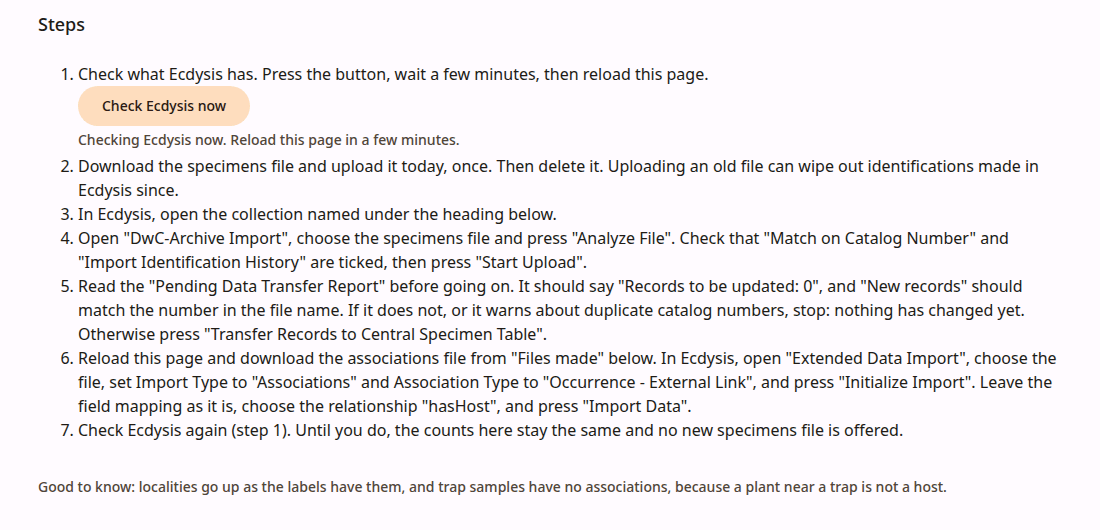 Steps
1. Check what Ecdysis has. Press the button, wait a few minutes, then reload this page.
Check Ecdysis now
Checking Ecdysis now. Reload this page in a few minutes.
2. Download the specimens file and upload it today, once. Then delete it. Uploading an old file can wipe out identifications made in
Ecdysis since.
3. In Ecdysis, open the collection named under the heading below.
4. Open "DwC-Archive Import", choose the specimens file and press "Analyze File". Check that "Match on Catalog Number" and
"Import Identification History" are ticked, then press "Start Upload".
5. Read the "Pending Data Transfer Report" before going on. It should say "Records to be updated: 0", and "New records" should
match the number in the file name. If it does not, or it warns about duplicate catalog numbers, stop: nothing has changed yet.
Otherwise press "Transfer Records to Central Specimen Table".
6. Reload this page and download the associations file from "Files made" below. In Ecdysis, open "Extended Data Import", choose the
file, set Import Type to "Associations" and Association Type to "Occurrence - External Link", and press "Initialize Import". Leave the
field mapping as it is, choose the relationship "hasHost", and press "Import Data".
7. Check Ecdysis again (step 1). Until you do, the counts here stay the same and no new specimens file is offered.
Good to know: localities go up as the labels have them, and trap samples have no associations, because a plant near a trap is not a host.